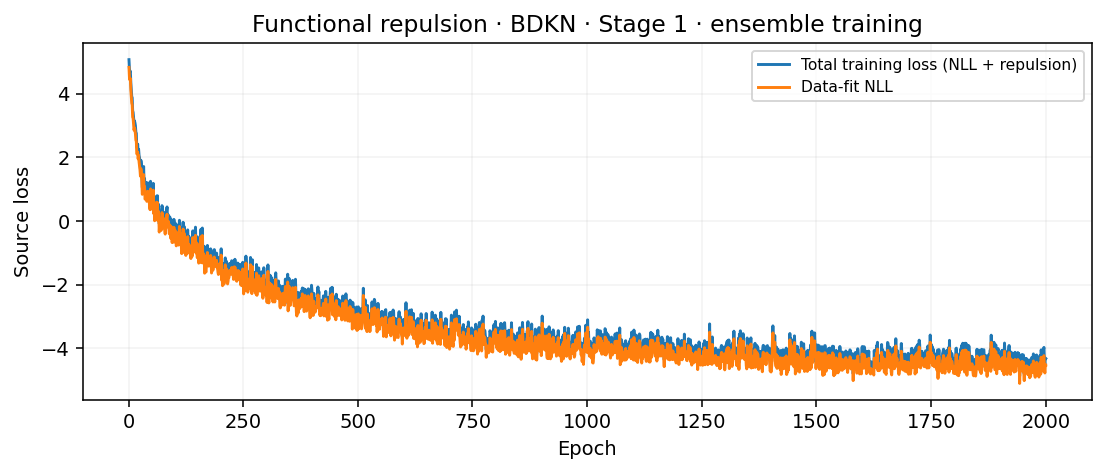 Functional repulsion · BDKN · Stage 1 · ensemble training
Total training loss (NLL + repulsion)
Data-fit NLL
Source loss
4
2
0
−2
−4
0 250 500 750 1000 1250 1500 1750 2000
Epoch